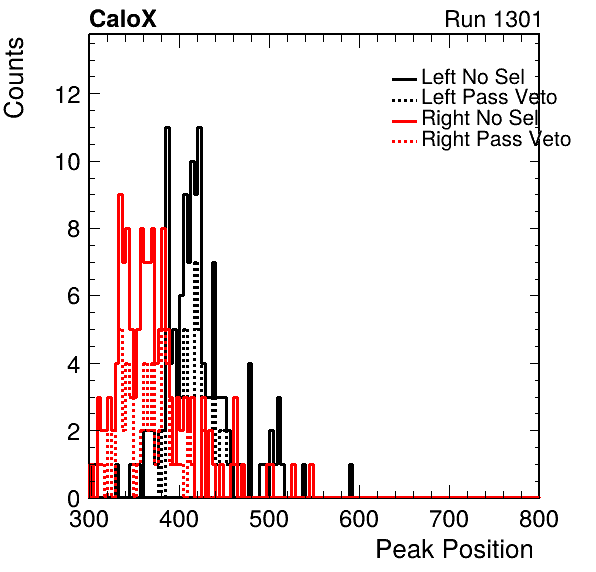 CaloX Run 1301
Counts
Left No Sel
Left Pass Veto
Right No Sel
Right Pass Veto
12
10
8
6
4
2
0
300 400 500 600 700 800
Peak Position